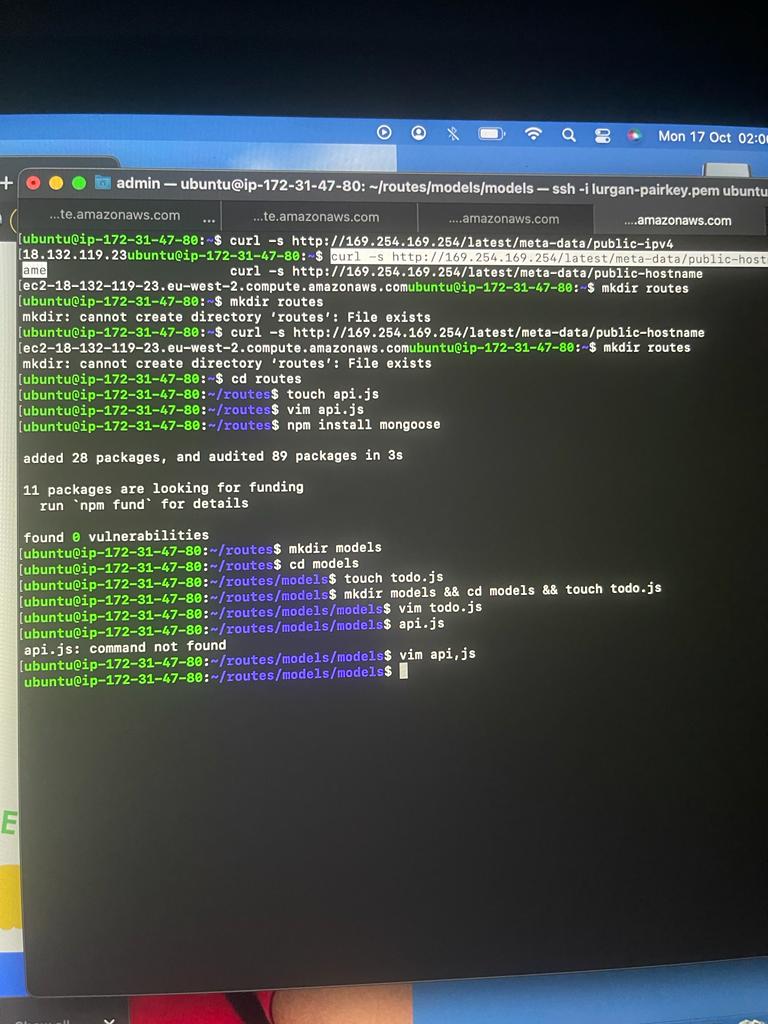 Mon 17 Oct 02:0
admin — ubuntu@ip-172-31-47-80: ~/routes/models/models — ssh -i lurgan-pairkey.pem ubuntu
...te.amazonaws.com ... ...te.amazonaws.com ....amazonaws.com ....amazonaws.com
[ubuntu@ip-172-31-47-80:~$ curl -s http://169.254.169.254/latest/meta-data/public-ipv4
[18.132.119.23ubuntu@ip-172-31-47-80:~$ curl -s http://169.254.169.254/latest/meta-data/public-host
ame curl -s http://169.254.169.254/latest/meta-data/public-hostname
[ec2-18-132-119-23.eu-west-2.compute.amazonaws.comubuntu@ip-172-31-47-80:~$ mkdir routes
[ubuntu@ip-172-31-47-80:~$ mkdir routes
mkdir: cannot create directory ‘routes’: File exists
[ubuntu@ip-172-31-47-80:~$ curl -s http://169.254.169.254/latest/meta-data/public-hostname
[ec2-18-132-119-23.eu-west-2.compute.amazonaws.comubuntu@ip-172-31-47-80:~$ mkdir routes
mkdir: cannot create directory ‘routes’: File exists
[ubuntu@ip-172-31-47-80:~$ cd routes
[ubuntu@ip-172-31-47-80:~/routes$ touch api.js
[ubuntu@ip-172-31-47-80:~/routes$ vim api.js
[ubuntu@ip-172-31-47-80:~/routes$ npm install mongoose
added 28 packages, and audited 89 packages in 3s
11 packages are looking for funding
run `npm fund` for details
found 0 vulnerabilities
[ubuntu@ip-172-31-47-80:~/routes$ mkdir models
[ubuntu@ip-172-31-47-80:~/routes$ cd models
[ubuntu@ip-172-31-47-80:~/routes/models$ touch todo.js
[ubuntu@ip-172-31-47-80:~/routes/models$ mkdir models && cd models && touch todo.js
[ubuntu@ip-172-31-47-80:~/routes/models/models$ vim todo.js
[ubuntu@ip-172-31-47-80:~/routes/models/models$ api.js
api.js: command not found
[ubuntu@ip-172-31-47-80:~/routes/models/models$ vim api,js
ubuntu@ip-172-31-47-80:~/routes/models/models$
E